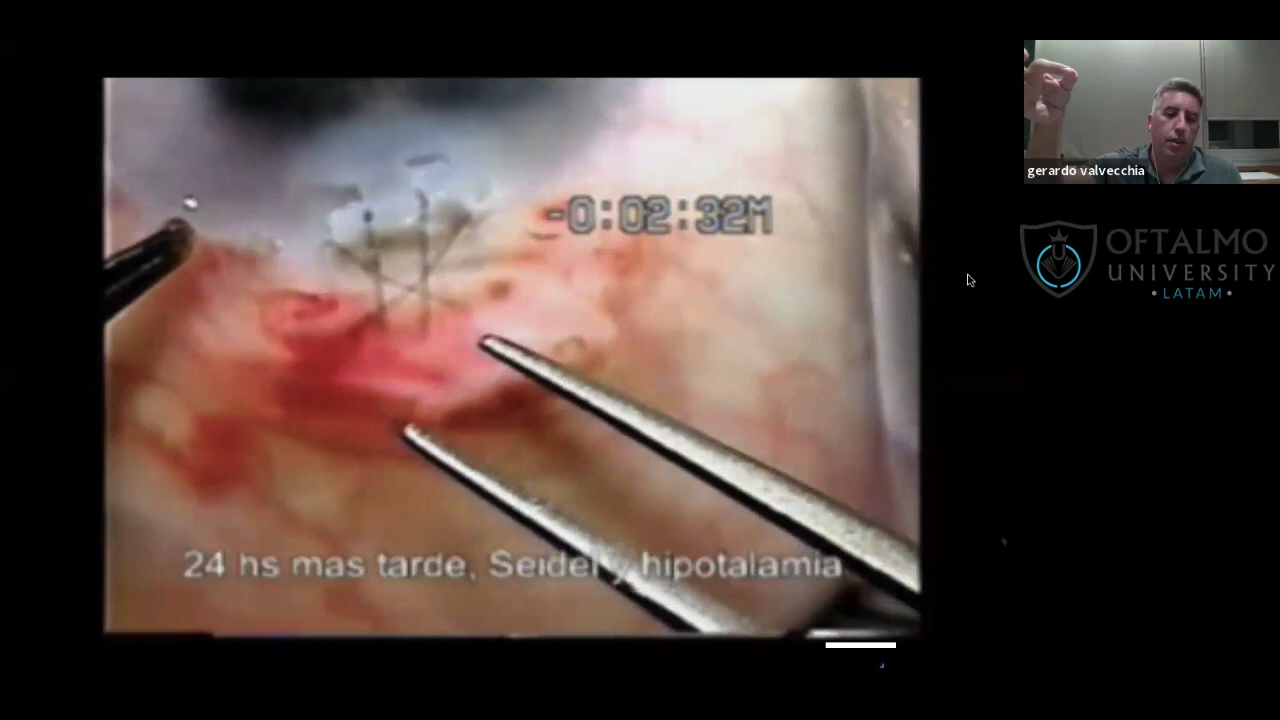 -0:02:32M
gerardo valvecchia
OFTALMO
UNIVERSITY
• LATAM •
24 hs mas tarde, Seidel y hipotalamia